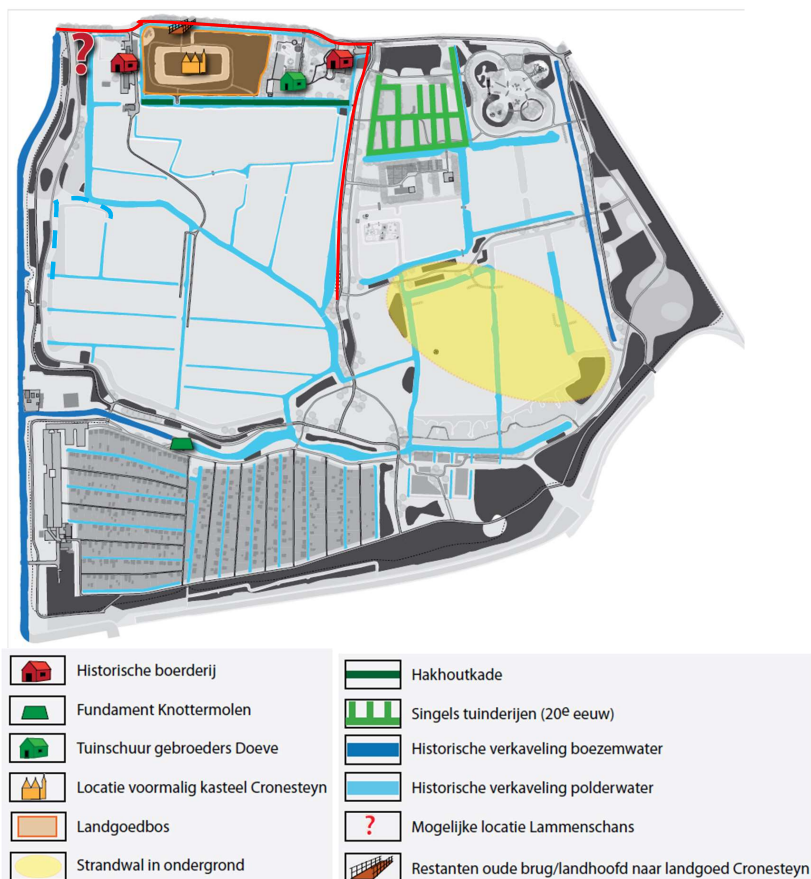 ?
Historische boerderij
Fundament Knottermolen
Tuinschuur gebroeders Doeve
Locatie voormalig kasteel Cronesteyn
Landgoedbos
Strandwal in ondergrond
Hakhoutkade
Singels tuinderijen (20e eeuw)
Historische verkaveling boezemwater
Historische verkaveling polderwater
? Mogelijke locatie Lammenschans
Restanten oude brug/landhoofd naar landgoed Cronesteyn